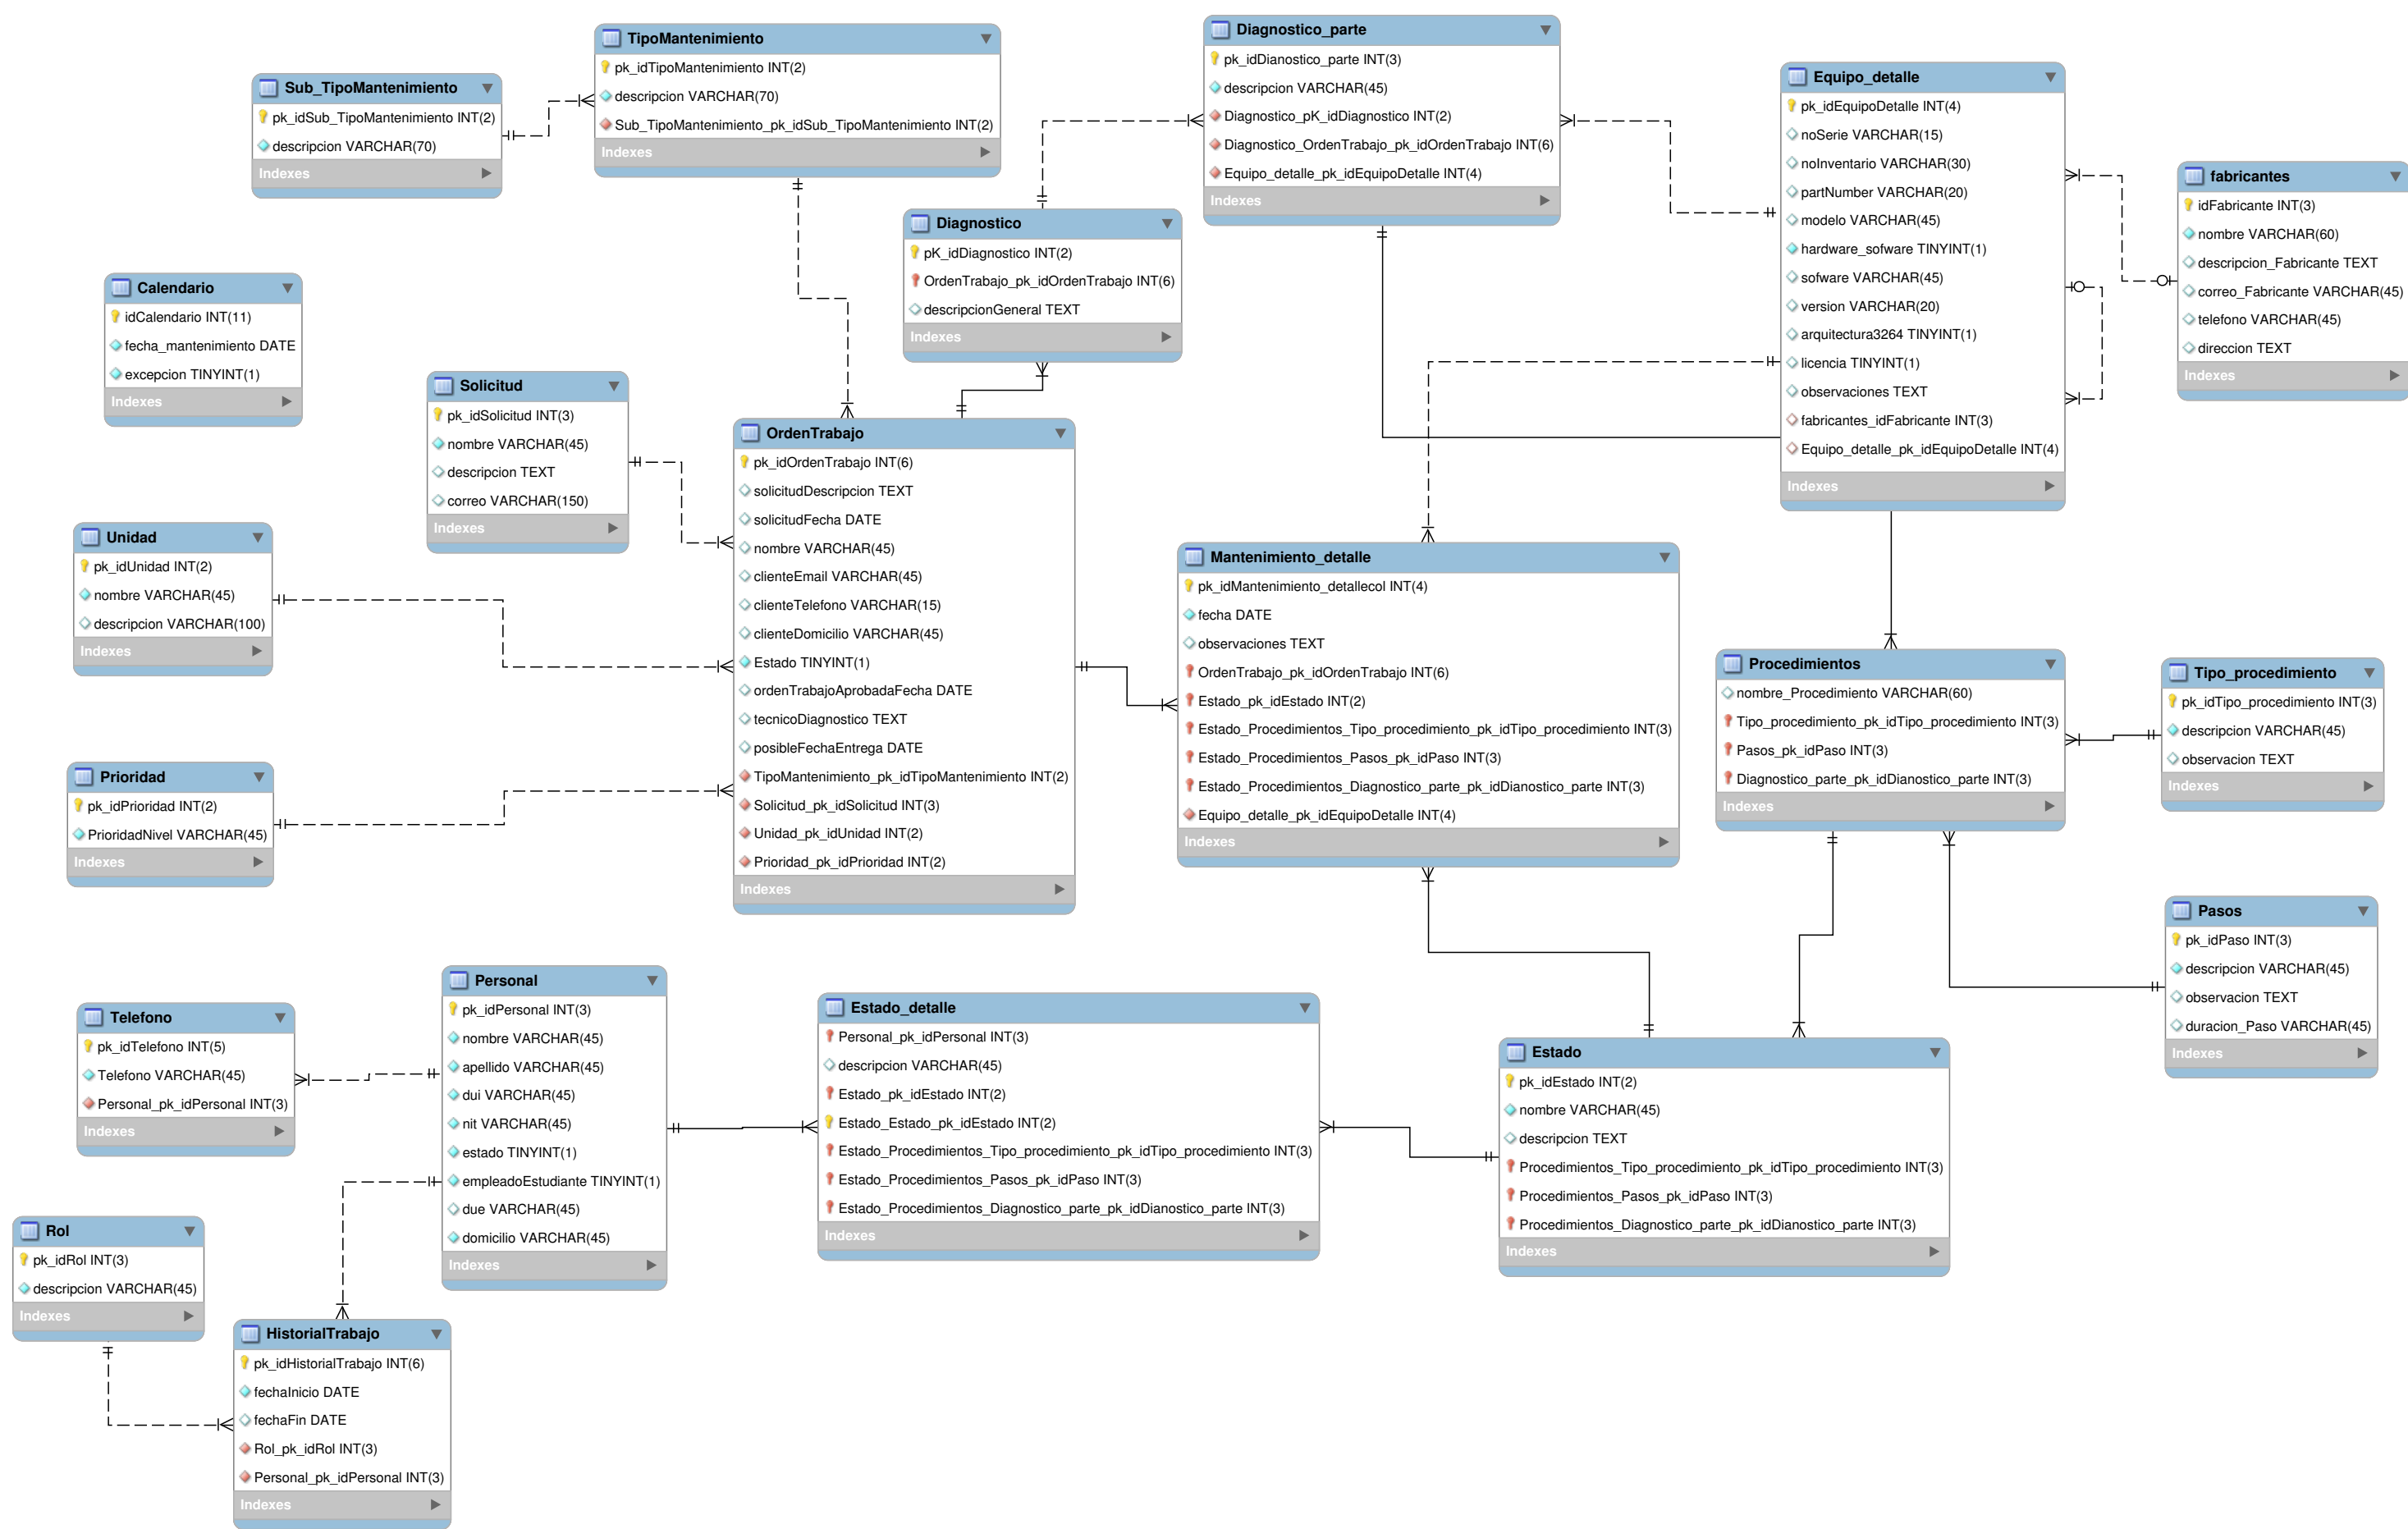 TipoMantenimiento
pk_idTipoMantenimiento INT(2)
descripcion VARCHAR(70)
Sub_TipoMantenimiento_pk_idSub_TipoMantenimiento INT(2)
Indexes
Diagnostico_parte
pk_idDianostico_parte INT(3)
descripcion VARCHAR(45)
Diagnostico_pK_idDiagnostico INT(2)
Diagnostico_OrdenTrabajo_pk_idOrdenTrabajo INT(6)
Equipo_detalle_pk_idEquipoDetalle INT(4)
Indexes
Sub_TipoMantenimiento
pk_idSub_TipoMantenimiento INT(2)
descripcion VARCHAR(70)
Indexes
Equipo_detalle
pk_idEquipoDetalle INT(4)
noSerie VARCHAR(15)
noInventario VARCHAR(30)
partNumber VARCHAR(20)
modelo VARCHAR(45)
hardware_sofware TINYINT(1)
sofware VARCHAR(45)
version VARCHAR(20)
arquitectura3264 TINYINT(1)
licencia TINYINT(1)
observaciones TEXT
fabricantes_idFabricante INT(3)
Equipo_detalle_pk_idEquipoDetalle INT(4)
Indexes
fabricantes
idFabricante INT(3)
nombre VARCHAR(60)
descripcion_Fabricante TEXT
correo_Fabricante VARCHAR(45)
telefono VARCHAR(45)
direccion TEXT
Indexes
Diagnostico
pK_idDiagnostico INT(2)
OrdenTrabajo_pk_idOrdenTrabajo INT(6)
descripcionGeneral TEXT
Indexes
Calendario
idCalendario INT(11)
fecha_mantenimiento DATE
excepcion TINYINT(1)
Indexes
Solicitud
pk_idSolicitud INT(3)
nombre VARCHAR(45)
descripcion TEXT
correo VARCHAR(150)
Indexes
OrdenTrabajo
pk_idOrdenTrabajo INT(6)
solicitudDescripcion TEXT
solicitudFecha DATE
nombre VARCHAR(45)
clienteEmail VARCHAR(45)
clienteTelefono VARCHAR(15)
clienteDomicilio VARCHAR(45)
Estado TINYINT(1)
ordenTrabajoAprobadaFecha DATE
tecnicoDiagnostico TEXT
posibleFechaEntrega DATE
TipoMantenimiento_pk_idTipoMantenimiento INT(2)
Solicitud_pk_idSolicitud INT(3)
Unidad_pk_idUnidad INT(2)
Prioridad_pk_idPrioridad INT(2)
Indexes
Unidad
pk_idUnidad INT(2)
nombre VARCHAR(45)
descripcion VARCHAR(100)
Indexes
Mantenimiento_detalle
pk_idMantenimiento_detallecol INT(4)
fecha DATE
observaciones TEXT
OrdenTrabajo_pk_idOrdenTrabajo INT(6)
Estado_pk_idEstado INT(2)
Estado_Procedimientos_Tipo_procedimiento_pk_idTipo_procedimiento INT(3)
Estado_Procedimientos_Pasos_pk_idPaso INT(3)
Estado_Procedimientos_Diagnostico_parte_pk_idDianostico_parte INT(3)
Equipo_detalle_pk_idEquipoDetalle INT(4)
Indexes
Procedimientos
nombre_Procedimiento VARCHAR(60)
Tipo_procedimiento_pk_idTipo_procedimiento INT(3)
Pasos_pk_idPaso INT(3)
Diagnostico_parte_pk_idDianostico_parte INT(3)
Indexes
Tipo_procedimiento
pk_idTipo_procedimiento INT(3)
descripcion VARCHAR(45)
observacion TEXT
Indexes
Prioridad
pk_idPrioridad INT(2)
PrioridadNivel VARCHAR(45)
Indexes
Pasos
pk_idPaso INT(3)
descripcion VARCHAR(45)
observacion TEXT
duracion_Paso VARCHAR(45)
Indexes
Personal
pk_idPersonal INT(3)
nombre VARCHAR(45)
apellido VARCHAR(45)
dui VARCHAR(45)
nit VARCHAR(45)
estado TINYINT(1)
empleadoEstudiante TINYINT(1)
due VARCHAR(45)
domicilio VARCHAR(45)
Indexes
Telefono
pk_idTelefono INT(5)
Telefono VARCHAR(45)
Personal_pk_idPersonal INT(3)
Indexes
Estado_detalle
Personal_pk_idPersonal INT(3)
descripcion VARCHAR(45)
Estado_pk_idEstado INT(2)
Estado_Estado_pk_idEstado INT(2)
Estado_Procedimientos_Tipo_procedimiento_pk_idTipo_procedimiento INT(3)
Estado_Procedimientos_Pasos_pk_idPaso INT(3)
Estado_Procedimientos_Diagnostico_parte_pk_idDianostico_parte INT(3)
Indexes
Estado
pk_idEstado INT(2)
nombre VARCHAR(45)
descripcion TEXT
Procedimientos_Tipo_procedimiento_pk_idTipo_procedimiento INT(3)
Procedimientos_Pasos_pk_idPaso INT(3)
Procedimientos_Diagnostico_parte_pk_idDianostico_parte INT(3)
Indexes
Rol
pk_idRol INT(3)
descripcion VARCHAR(45)
Indexes
HistorialTrabajo
pk_idHistorialTrabajo INT(6)
fechaInicio DATE
fechaFin DATE
Rol_pk_idRol INT(3)
Personal_pk_idPersonal INT(3)
Indexes